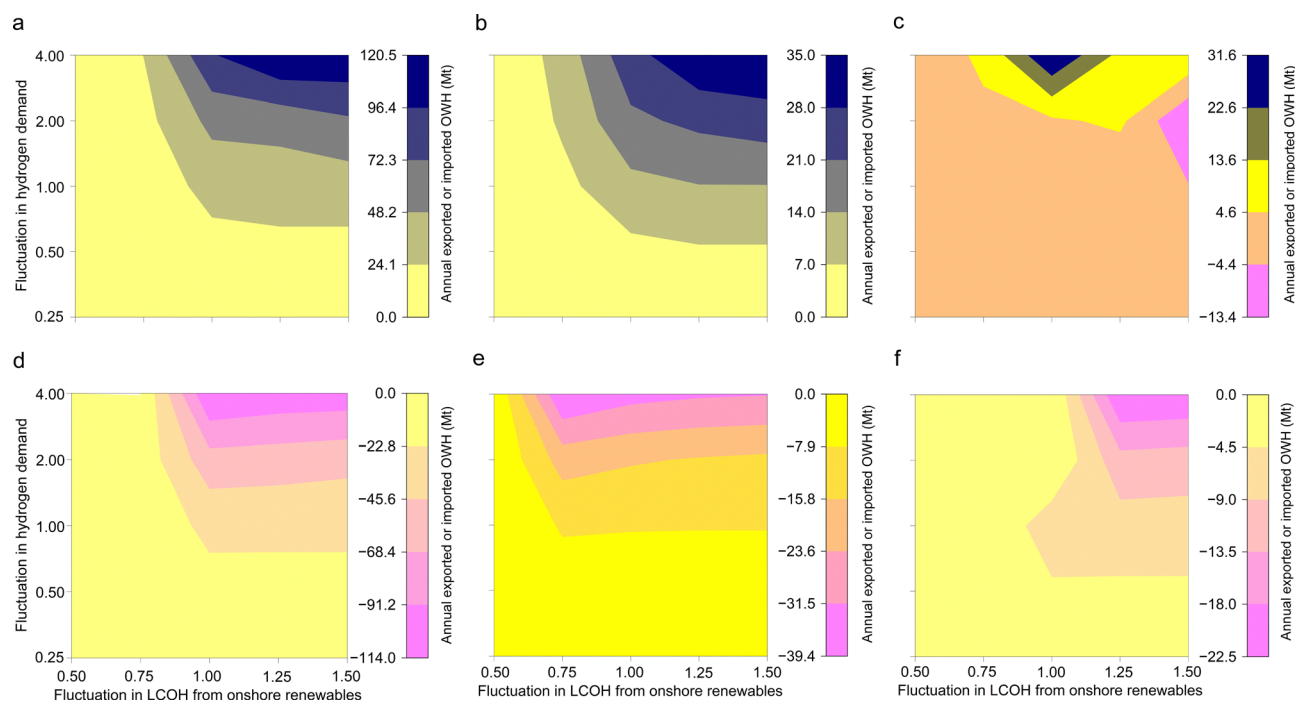 a
b
c
4.00
2.00
1.00
0.50
0.25
Fluctuation in hydrogen demand
120.5
96.4
72.3
48.2
24.1
0.0
Annual exported or imported OWH (Mt)
35.0
28.0
21.0
14.0
7.0
0.0
Annual exported or imported OWH (Mt)
31.6
22.6
13.6
4.6
−4.4
−13.4
Annual exported or imported OWH (Mt)
d
e
f
4.00
2.00
1.00
0.50
0.25
Fluctuation in hydrogen demand
0.0
−22.8
−45.6
−68.4
−91.2
−114.0
Annual exported or imported OWH (Mt)
0.0
−7.9
−15.8
−23.6
−31.5
−39.4
Annual exported or imported OWH (Mt)
0.0
−4.5
−9.0
−13.5
−18.0
−22.5
Annual exported or imported OWH (Mt)
0.50 0.75 1.00 1.25 1.50
Fluctuation in LCOH from onshore renewables
0.50 0.75 1.00 1.25 1.50
Fluctuation in LCOH from onshore renewables
0.50 0.75 1.00 1.25 1.50
Fluctuation in LCOH from onshore renewables